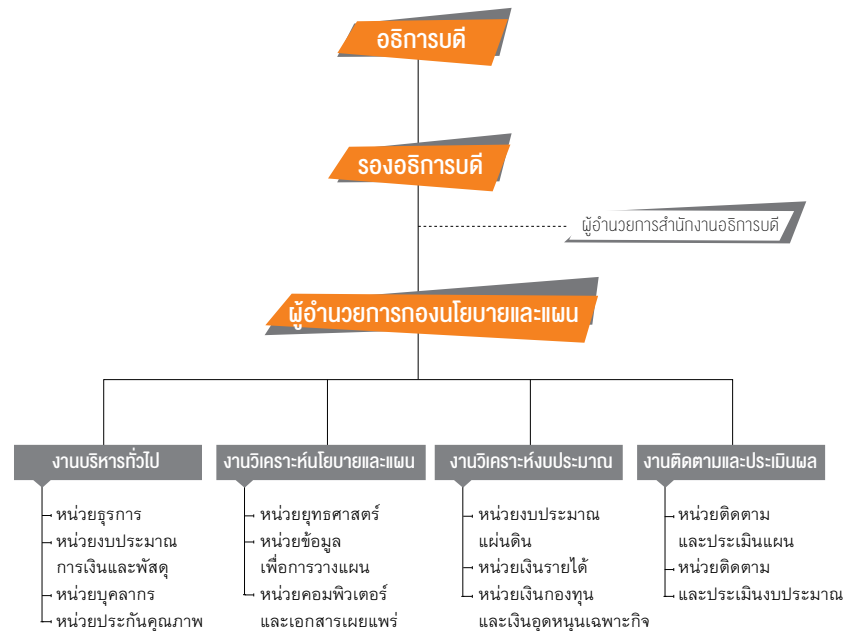 อธิการบดี
รองอธิการบดี
ผู้อำนวยการสำนักงานอธิการบดี
ผู้อำนวยการกองนโยบายและแผน
งานบริหารทั่วไป
หน่วยธุรการ
หน่วยงบประมาณ
การเงินและพัสดุ
หน่วยบุคลากร
หน่วยประกันคุณภาพ
งานวิเคราะห์นโยบายและแผน
หน่วยยุทธศาสตร์
หน่วยข้อมูล
เพื่อการวางแผน
หน่วยคอมพิวเตอร์
และเอกสารเผยแพร่
งานวิเคราะห์งบประมาณ
หน่วยงบประมาณ
แผ่นดิน
หน่วยเงินรายได้
หน่วยเงินกองทุน
และเงินอุดหนุนเฉพาะกิจ
งานติดตามและประเมินผล
หน่วยติดตาม
และประเมินแผน
หน่วยติดตาม
และประเมินงบประมาณ